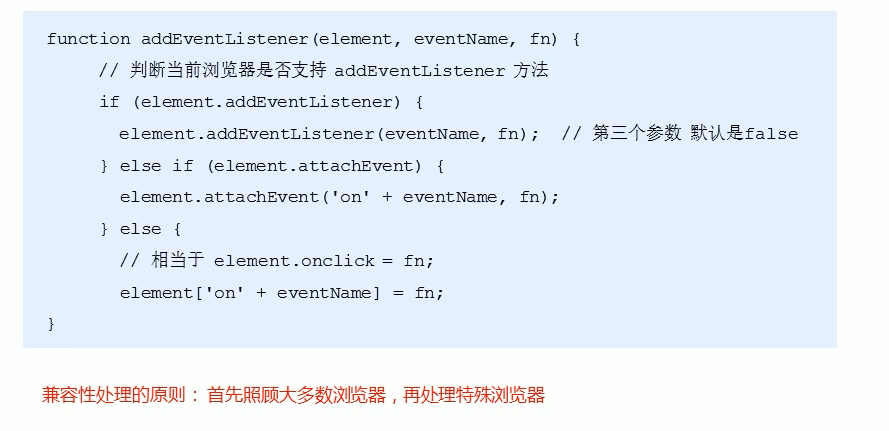 function addEventListener(element, eventName, fn) {
// 判断当前浏览器是否支持 addEventListener 方法
if (element.addEventListener) {
element.addEventListener(eventName, fn);  // 第三个参数 默认是false
} else if (element.attachEvent) {
element.attachEvent('on' + eventName, fn);
} else {
// 相当于 element.onclick = fn;
element['on' + eventName] = fn;
}
兼容性处理的原则：首先照顾大多数浏览器，再处理特殊浏览器